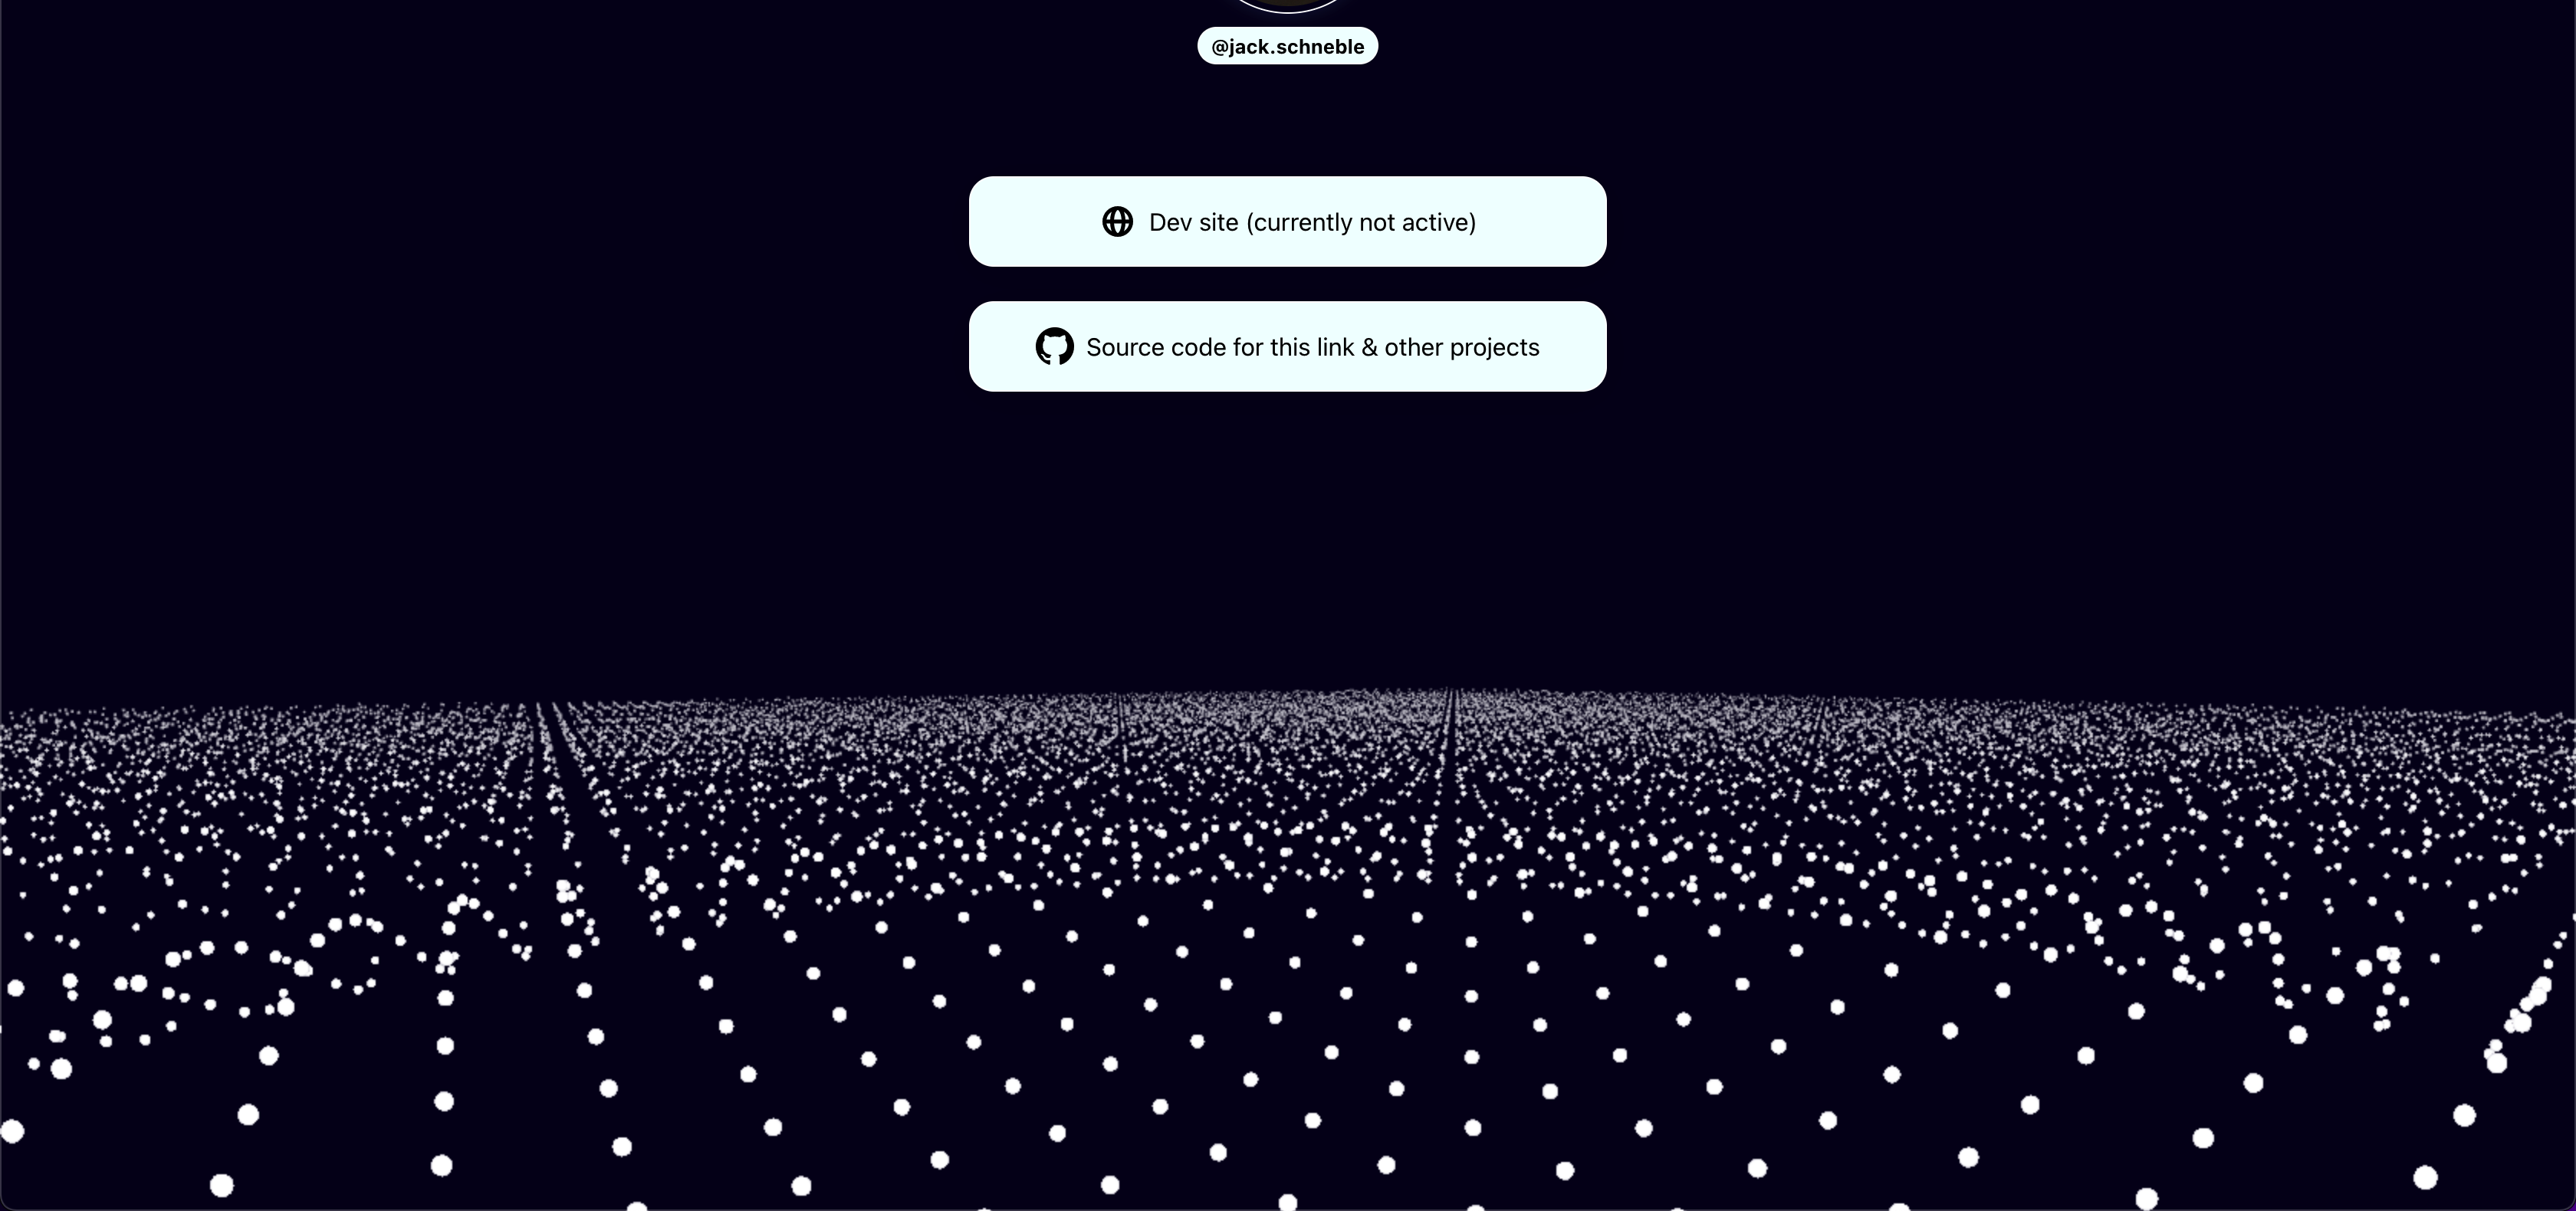 @jack.schneble
Dev site (currently not active)
Source code for this link & other projects